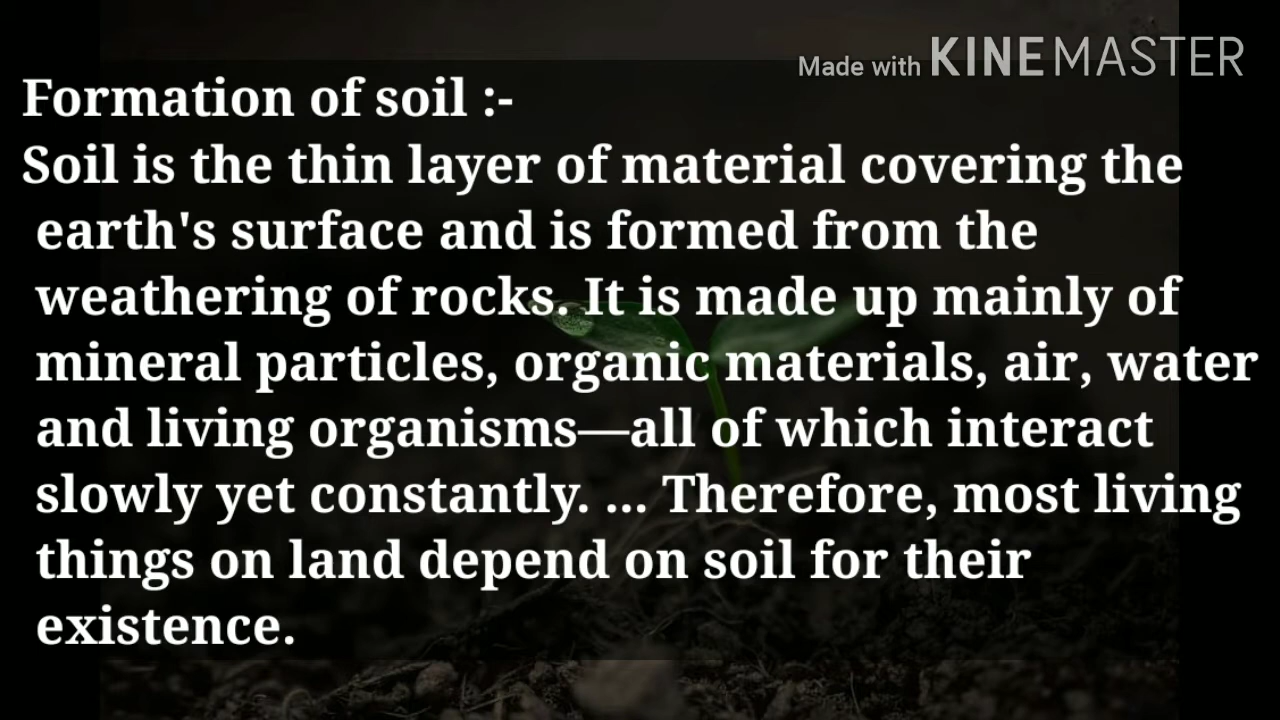 Made with KINEMASTER
Formation of soil :-
Soil is the thin layer of material covering the
earth's surface and is formed from the
weathering of rocks. It is made up mainly of
mineral particles, organic materials, air, water
and living organisms—all of which interact
slowly yet constantly. ... Therefore, most living
things on land depend on soil for their
existence.